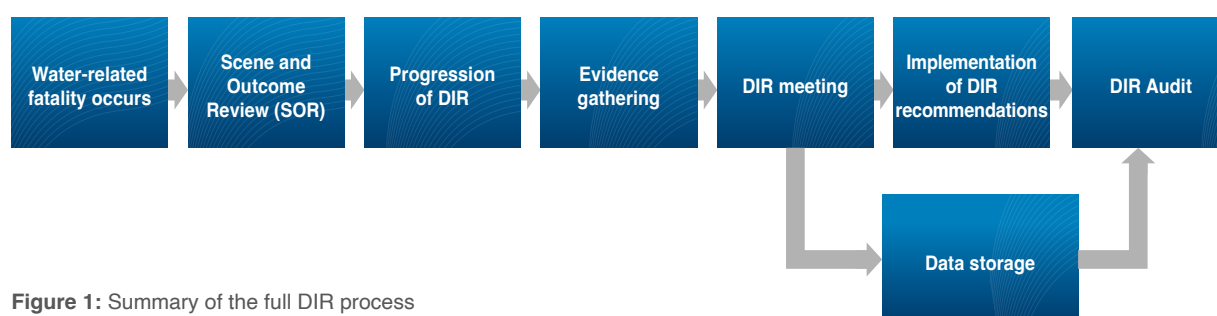 Water-related
fatality occurs
Scene and
Outcome
Review (SOR)
Progression
of DIR
Evidence
gathering
DIR meeting
Implementation
of DIR
recommendations
DIR Audit
Data storage
Figure 1: Summary of the full DIR process